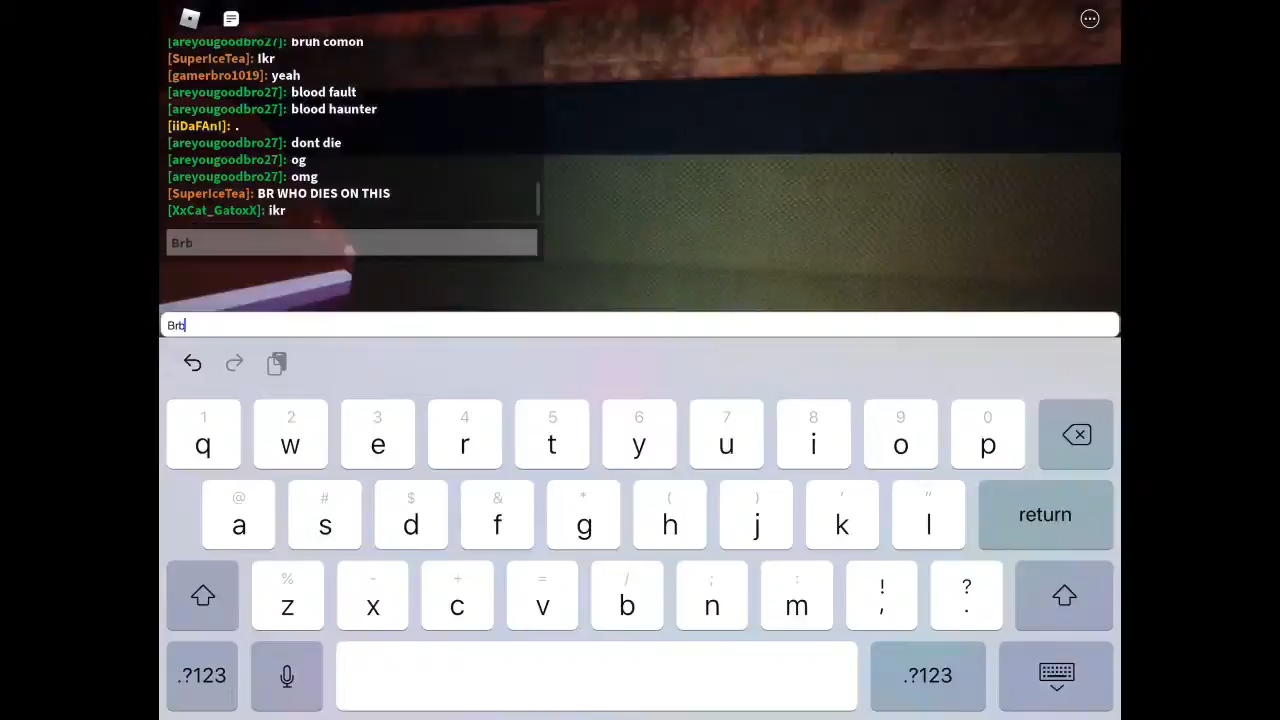 [areyougoodbro27]: bruh comon
[SuperIceTea]: Ikr
[gamerbro1019]: yeah
[areyougoodbro27]: blood fault
[areyougoodbro27]: blood haunter
[iiDaFAnI]: .
[areyougoodbro27]: dont die
[areyougoodbro27]: og
[areyougoodbro27]: omg
[SuperIceTea]: BR WHO DIES ON THIS
[XxCat_GatoxX]: ikr
Brb
Brb
1 2 3 4 5 6 7 8 9 0
q w e r t y u i o p
@ # $ & * ( ) ' "
a s d f g h j k l return
% - + = / ; : ! ?
z x c v b n m , .
.?123 .?123